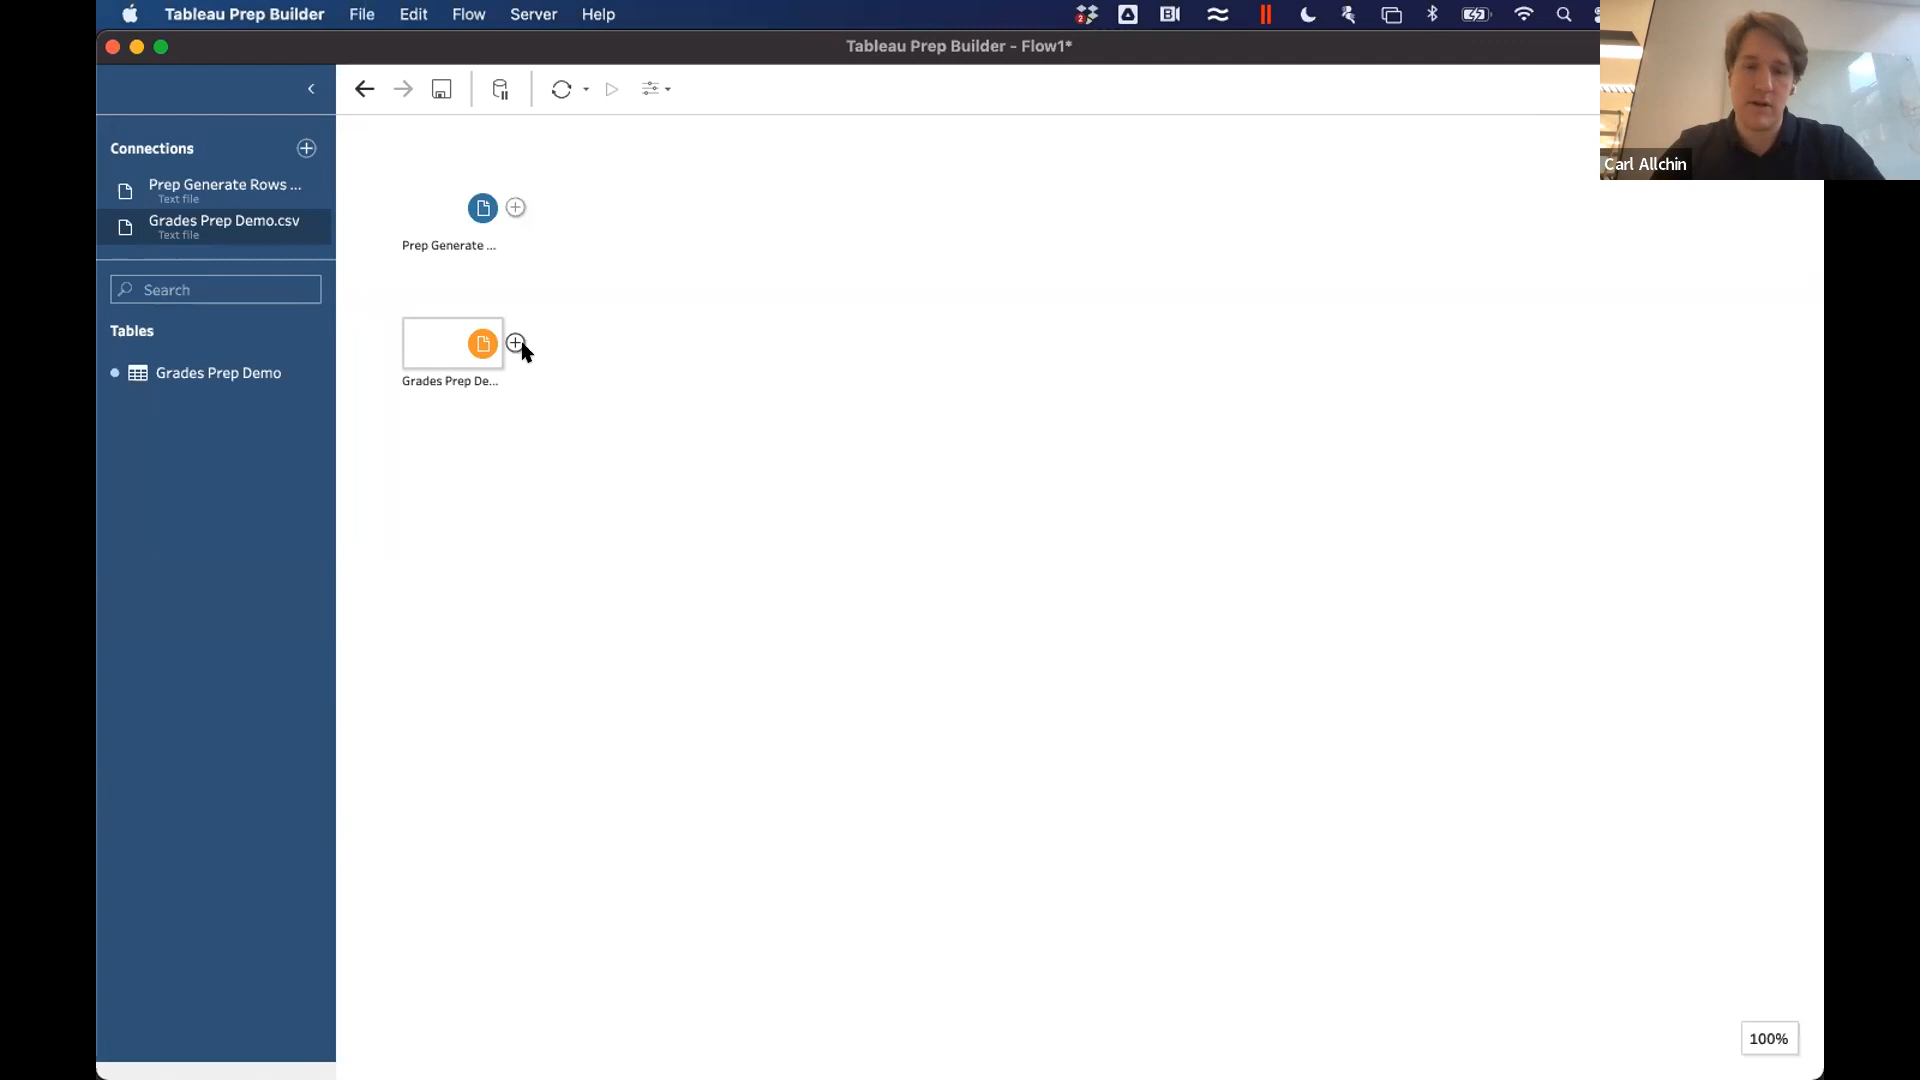 Tableau Prep Builder File Edit Flow Server Help
Tableau Prep Builder - Flow1*
Carl Allchin
Connections
Prep Generate Rows ...
Text file
Grades Prep Demo.csv
Text file
Search
Tables
Grades Prep Demo
Prep Generate ...
Grades Prep De...
100%